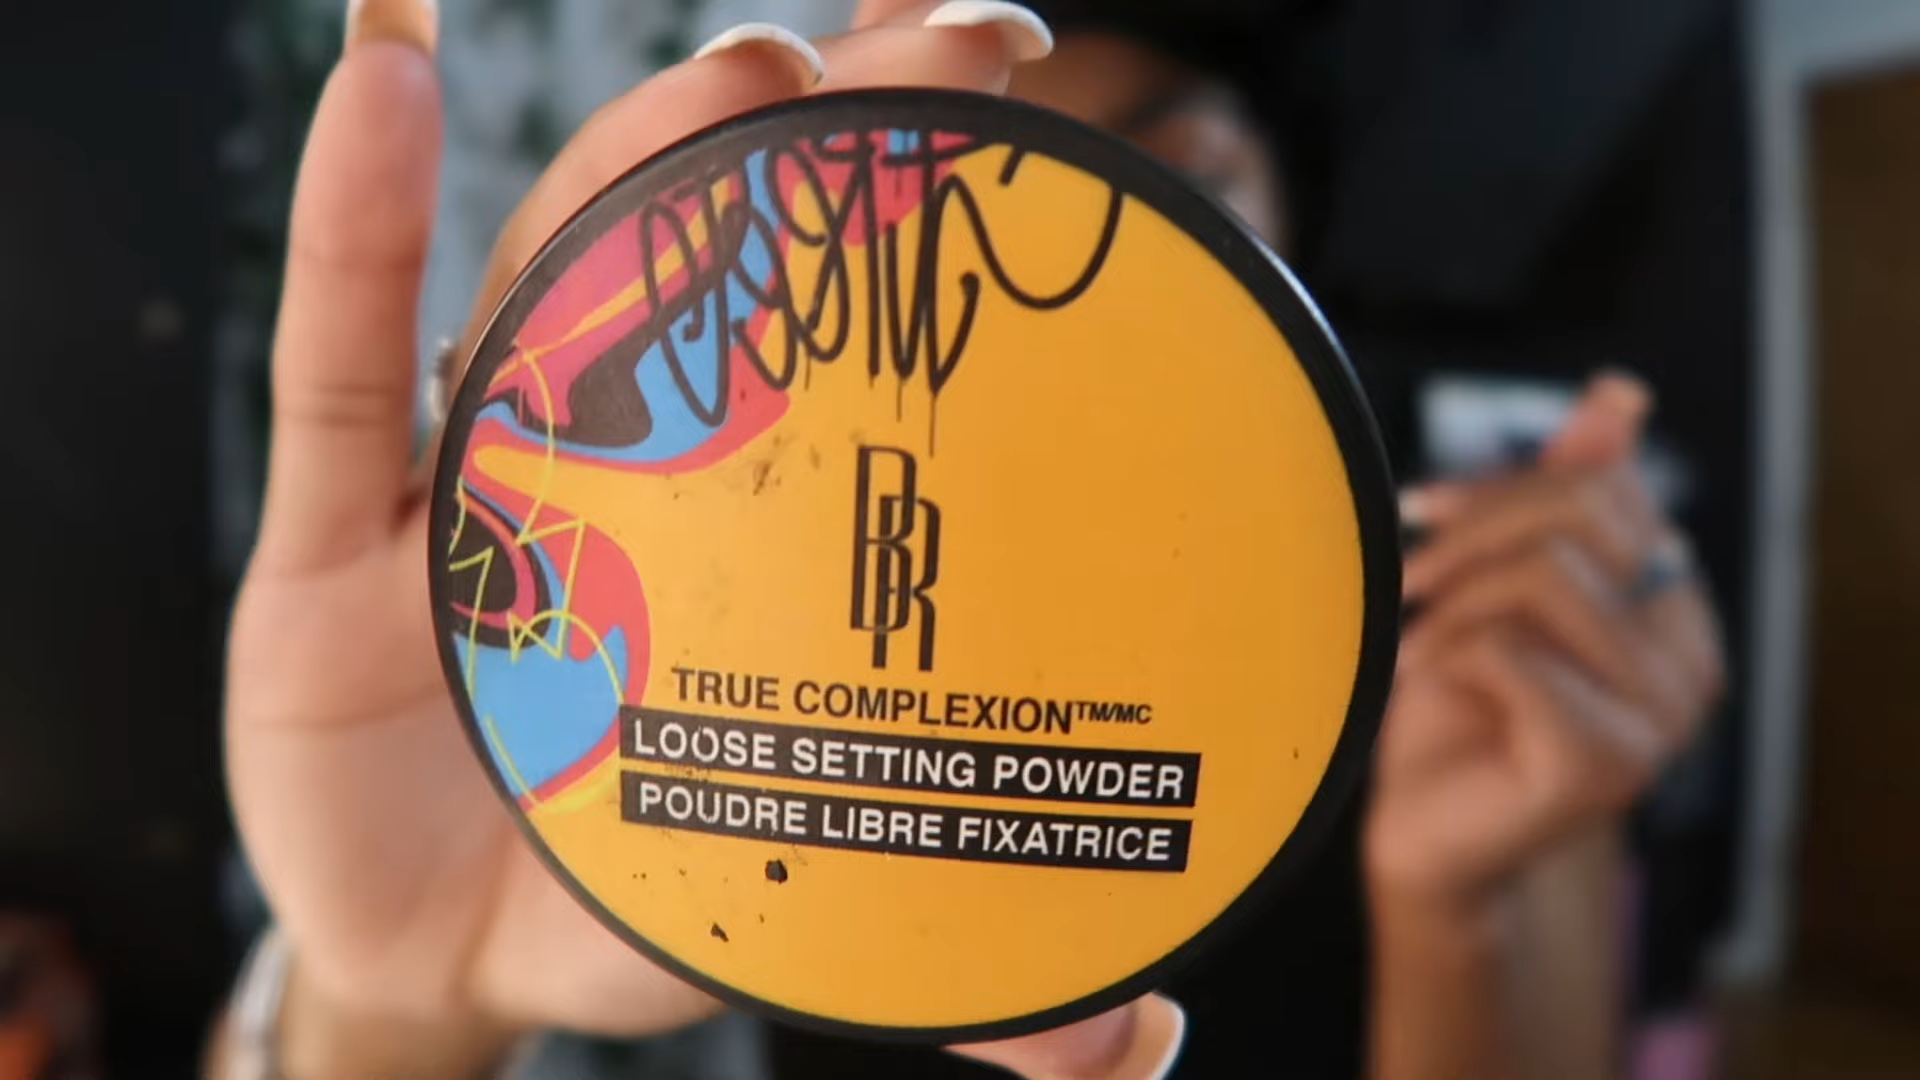 BR
TRUE COMPLEXION™/MC
LOOSE SETTING POWDER
POUDRE LIBRE FIXATRICE